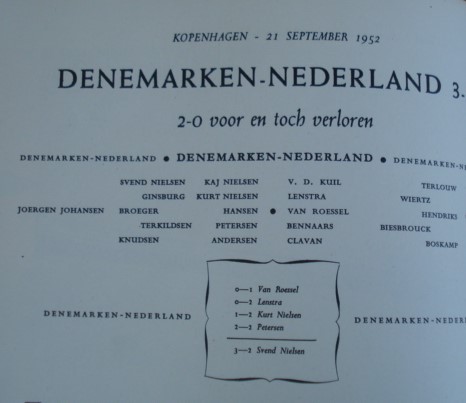 KOPENHAGEN - 21 SEPTEMBER 1952
DENEMARKEN-NEDERLAND 3.
2-0 voor en toch verloren
DENEMARKEN-NEDERLAND ● DENEMARKEN-NEDERLAND ● DENEMARKEN-NE
SVEND NIELSEN KAJ NIELSEN V. D. KUIL TERLOUW
GINSBURG KURT NIELSEN LENSTRA WIERTZ
JOERGEN JOHANSEN BROEGER HANSEN ● VAN ROESSEL HENDRIKS
TERKILDSEN PETERSEN BENNAARS BIESBROUCK
KNUDSEN ANDERSEN CLAVAN BOSKAMP
0—1 Van Roessel
0—2 Lenstra
1—2 Kurt Nielsen
2—2 Petersen
3—2 Svend Nielsen
DENEMARKEN-NEDERLAND DENEMARKEN-NEDER